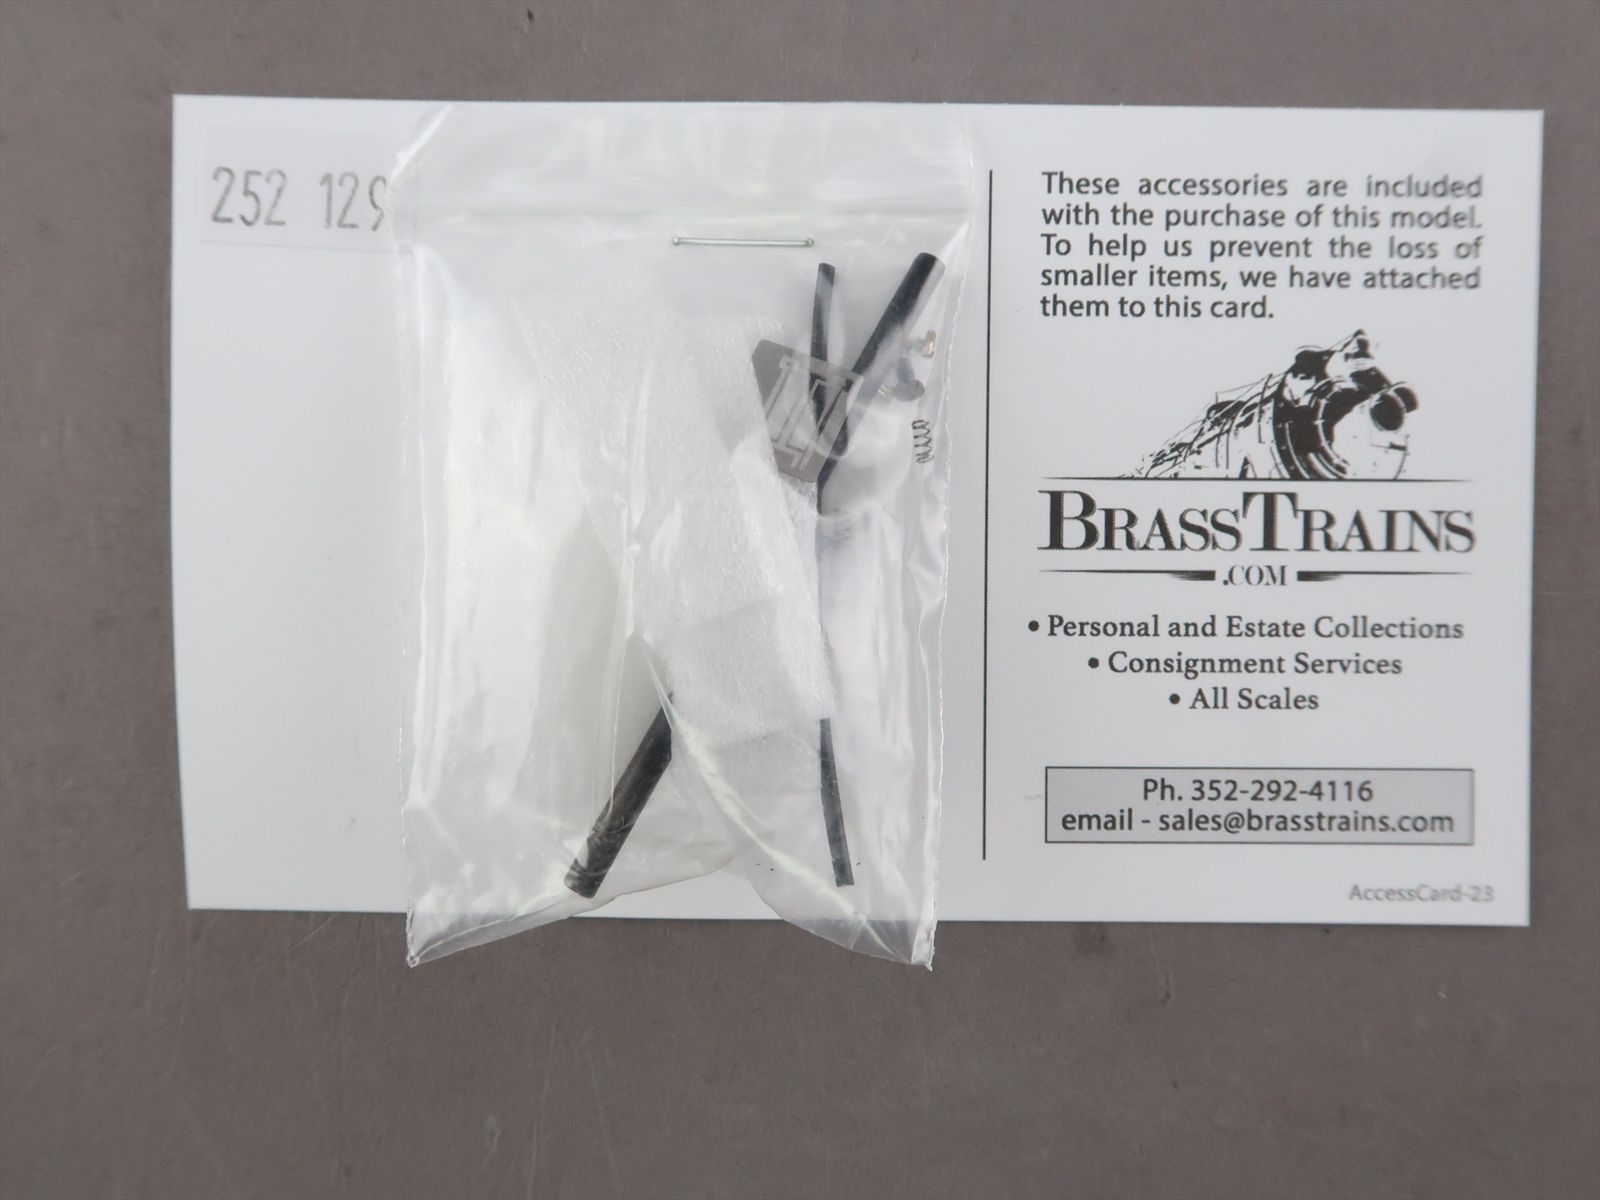 252 129
These accessories are included
with the purchase of this model.
To help us prevent the loss of
smaller items, we have attached
them to this card.
BRASSTRAINS
.COM
• Personal and Estate Collections
• Consignment Services
• All Scales
Ph. 352-292-4116
email - sales@brasstrains.com
AccessCard-23